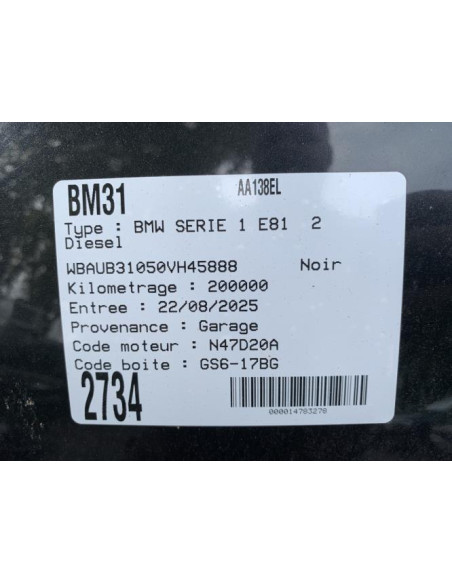 BM31 AA138EL
Type : BMW SERIE 1 E81 2
Diesel
WBAUB31050VH45888 Noir
Kilometrage : 200000
Entree : 22/08/2025
Provenance : Garage
Code moteur : N47D20A
Code boite : GS6-17BG
2734
000014783278